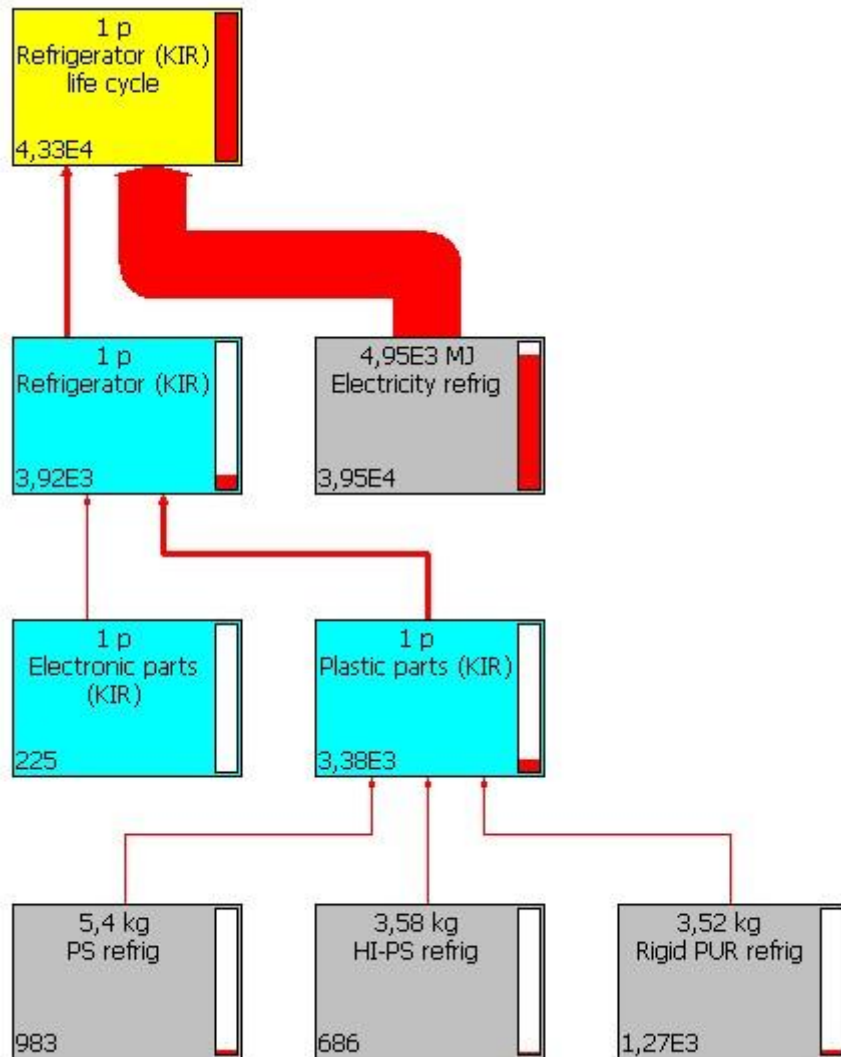 1 p
Refrigerator (KIR)
life cycle
4,33E4
1 p
Refrigerator (KIR)
3,92E3
4,95E3 MJ
Electricity refrig
3,95E4
1 p
Electronic parts
(KIR)
225
1 p
Plastic parts (KIR)
3,38E3
5,4 kg
PS refrig
983
3,58 kg
HI-PS refrig
686
3,52 kg
Rigid PUR refrig
1,27E3